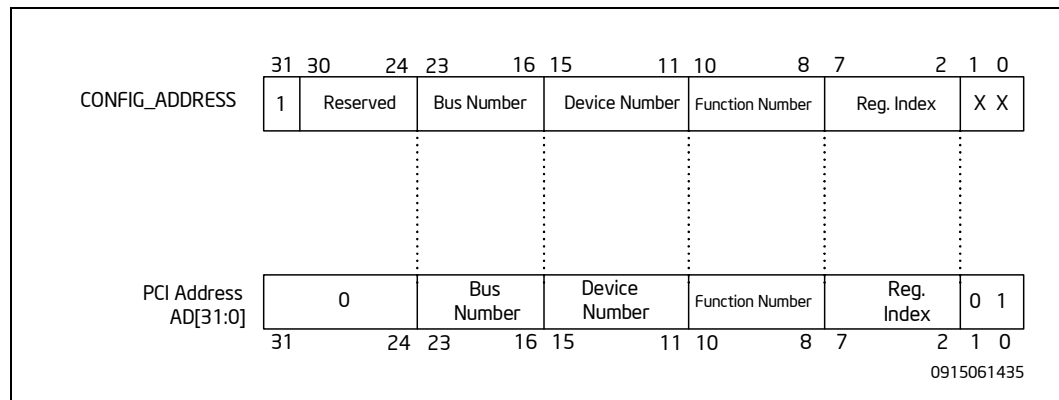 31 30 24 23 16 15 11 10 8 7 2 1 0
CONFIG_ADDRESS 1 Reserved Bus Number Device Number Function Number Reg. Index X X
PCI Address
AD[31:0]
0 Bus
Number Device
Number Function Number Reg.
Index 0 1
31 24 23 16 15 11 10 8 7 2 1 0
0915061435